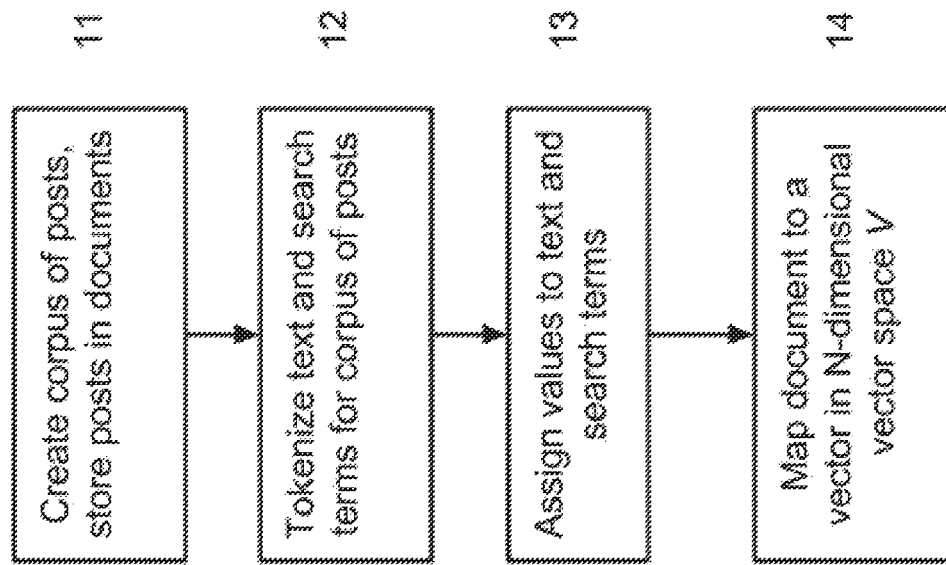 Create corpus of posts,
store posts in documents
11
Tokenize text and search
terms for corpus of posts
12
Assign values to text and
search terms
13
Map document to a
vector in N-dimensional
vector space V
14